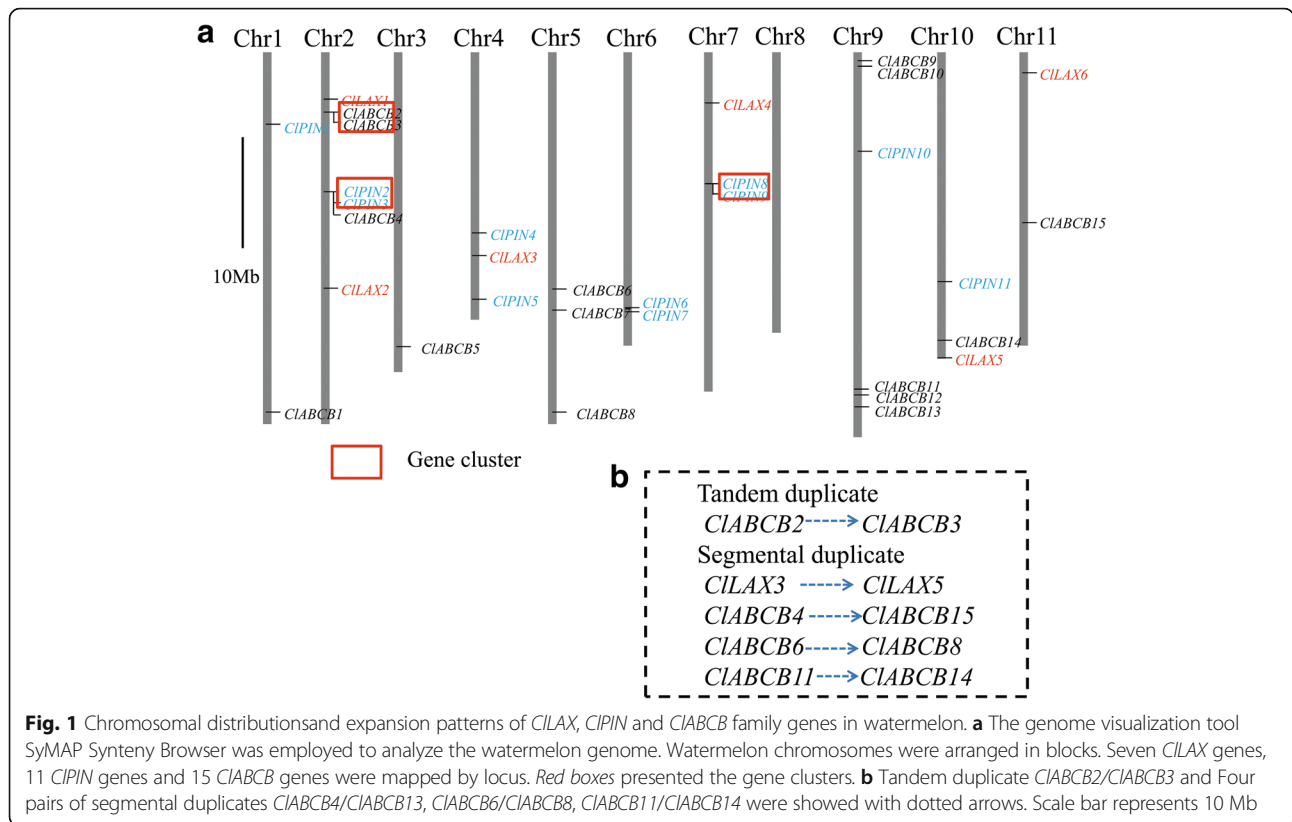 a
Chr1 Chr2 Chr3 Chr4 Chr5 Chr6 Chr7 Chr8 Chr9 Chr10 Chr11
ClPIN
ClABCB1
10Mb
ClLAX1
ClABCB2
ClABCB3
ClPIN2
ClPIN3
ClABCB4
ClLAX2
ClABCB5
ClPIN4
ClLAX3
ClPIN5
ClABCB6
ClABCB7
ClABCB8
ClPIN6
ClPIN7
ClLAX4
ClPIN8
ClPIN9
ClABCB9
ClABCB10
ClPIN10
ClABCB11
ClABCB12
ClABCB13
ClPIN11
ClABCB14
ClLAX5
ClLAX6
ClABCB15
Gene cluster
b
Tandem duplicate
ClABCB2 ClABCB3
Segmental duplicate
ClLAX3 ClLAX5
ClABCB4 ClABCB15
ClABCB6 ClABCB8
ClABCB11 ClABCB14
Fig. 1 Chromosomal distributionsand expansion patterns of ClLAX, ClPIN and ClABCB family genes in watermelon. a The genome visualization tool
SyMAP Synteny Browser was employed to analyze the watermelon genome. Watermelon chromosomes were arranged in blocks. Seven ClLAX genes,
11 ClPIN genes and 15 ClABCB genes were mapped by locus. Red boxes presented the gene clusters. b Tandem duplicate ClABCB2/ClABCB3 and Four
pairs of segmental duplicates ClABCB4/ClABCB13, ClABCB6/ClABCB8, ClABCB11/ClABCB14 were showed with dotted arrows. Scale bar represents 10 Mb